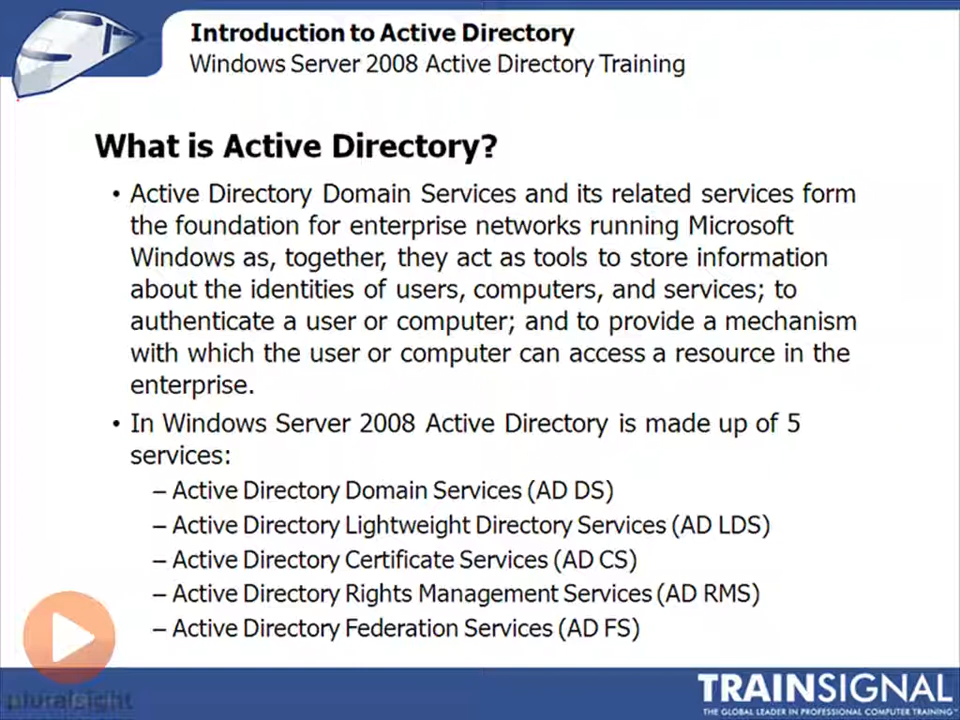 Introduction to Active Directory
Windows Server 2008 Active Directory Training
What is Active Directory?
• Active Directory Domain Services and its related services form
the foundation for enterprise networks running Microsoft
Windows as, together, they act as tools to store information
about the identities of users, computers, and services; to
authenticate a user or computer; and to provide a mechanism
with which the user or computer can access a resource in the
enterprise.
• In Windows Server 2008 Active Directory is made up of 5
services:
– Active Directory Domain Services (AD DS)
– Active Directory Lightweight Directory Services (AD LDS)
– Active Directory Certificate Services (AD CS)
– Active Directory Rights Management Services (AD RMS)
– Active Directory Federation Services (AD FS)
pluralsight
TRAINSIGNAL
THE GLOBAL LEADER IN PROFESSIONAL COMPUTER TRAINING